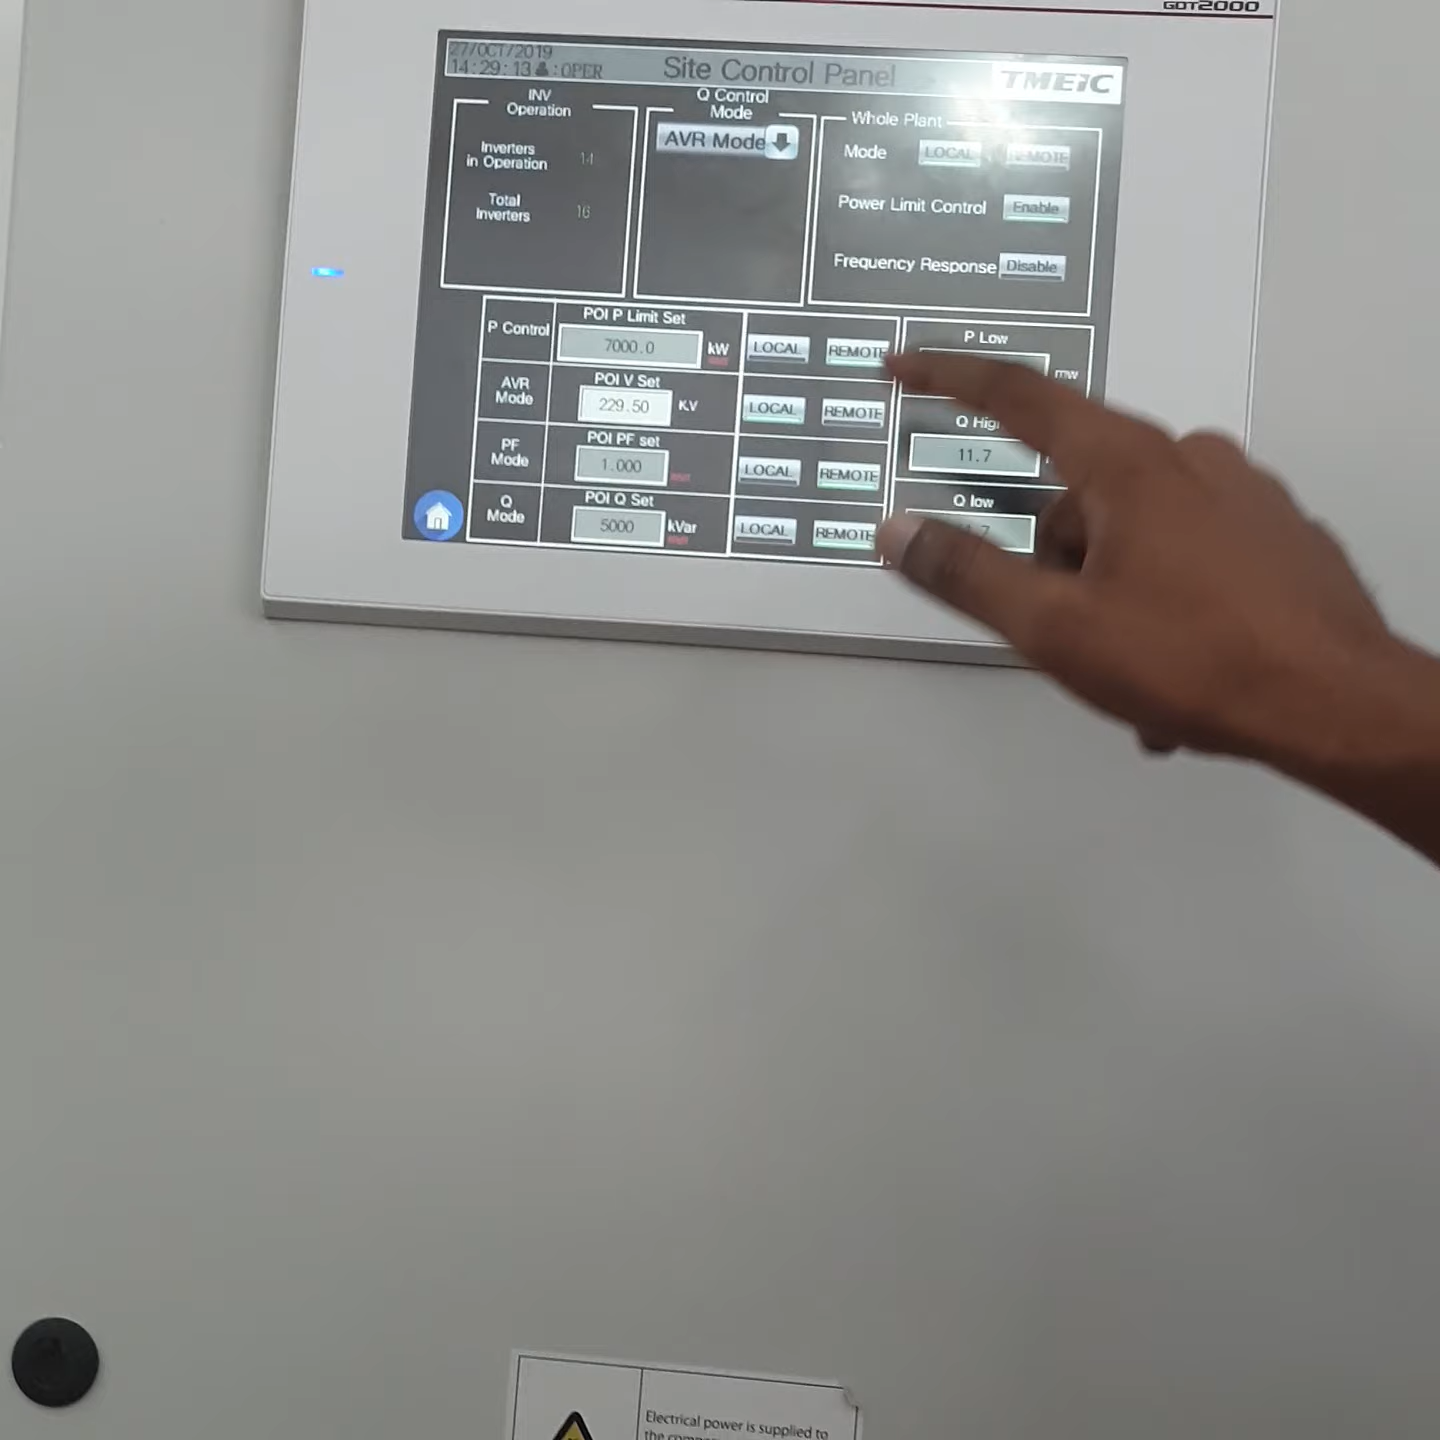 GOT2000
27/OCT/2019
14:29:13 :OPER
Site Control Panel
TMEiC
INV
Operation
Inverters
in Operation 14
Total
Inverters 16
Q Control
Mode
AVR Mode
Whole Plant
Mode LOCAL REMOTE
Power Limit Control Enable
Frequency Response Disable
P Control
POI P Limit Set
7000.0 kW
LOCAL REMOTE
P Low
mw
AVR
Mode
POI V Set
229.50 KV
LOCAL REMOTE
Q High
11.7
PF
Mode
POI PF set
1.000
LOCAL REMOTE
Q low
Q
Mode
POI Q Set
5000 kVar
LOCAL REMOTE
Electrical power is supplied to
the